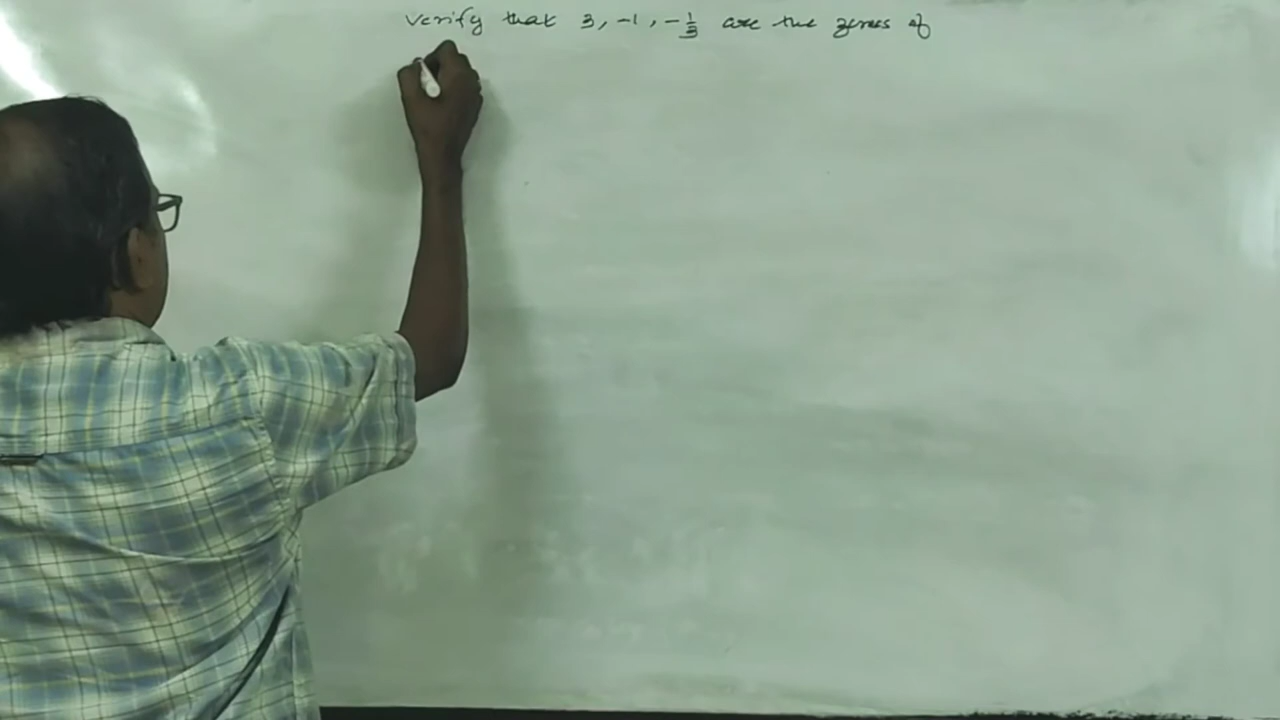 Verify that 3, -1, -1/3 are the zeroes of